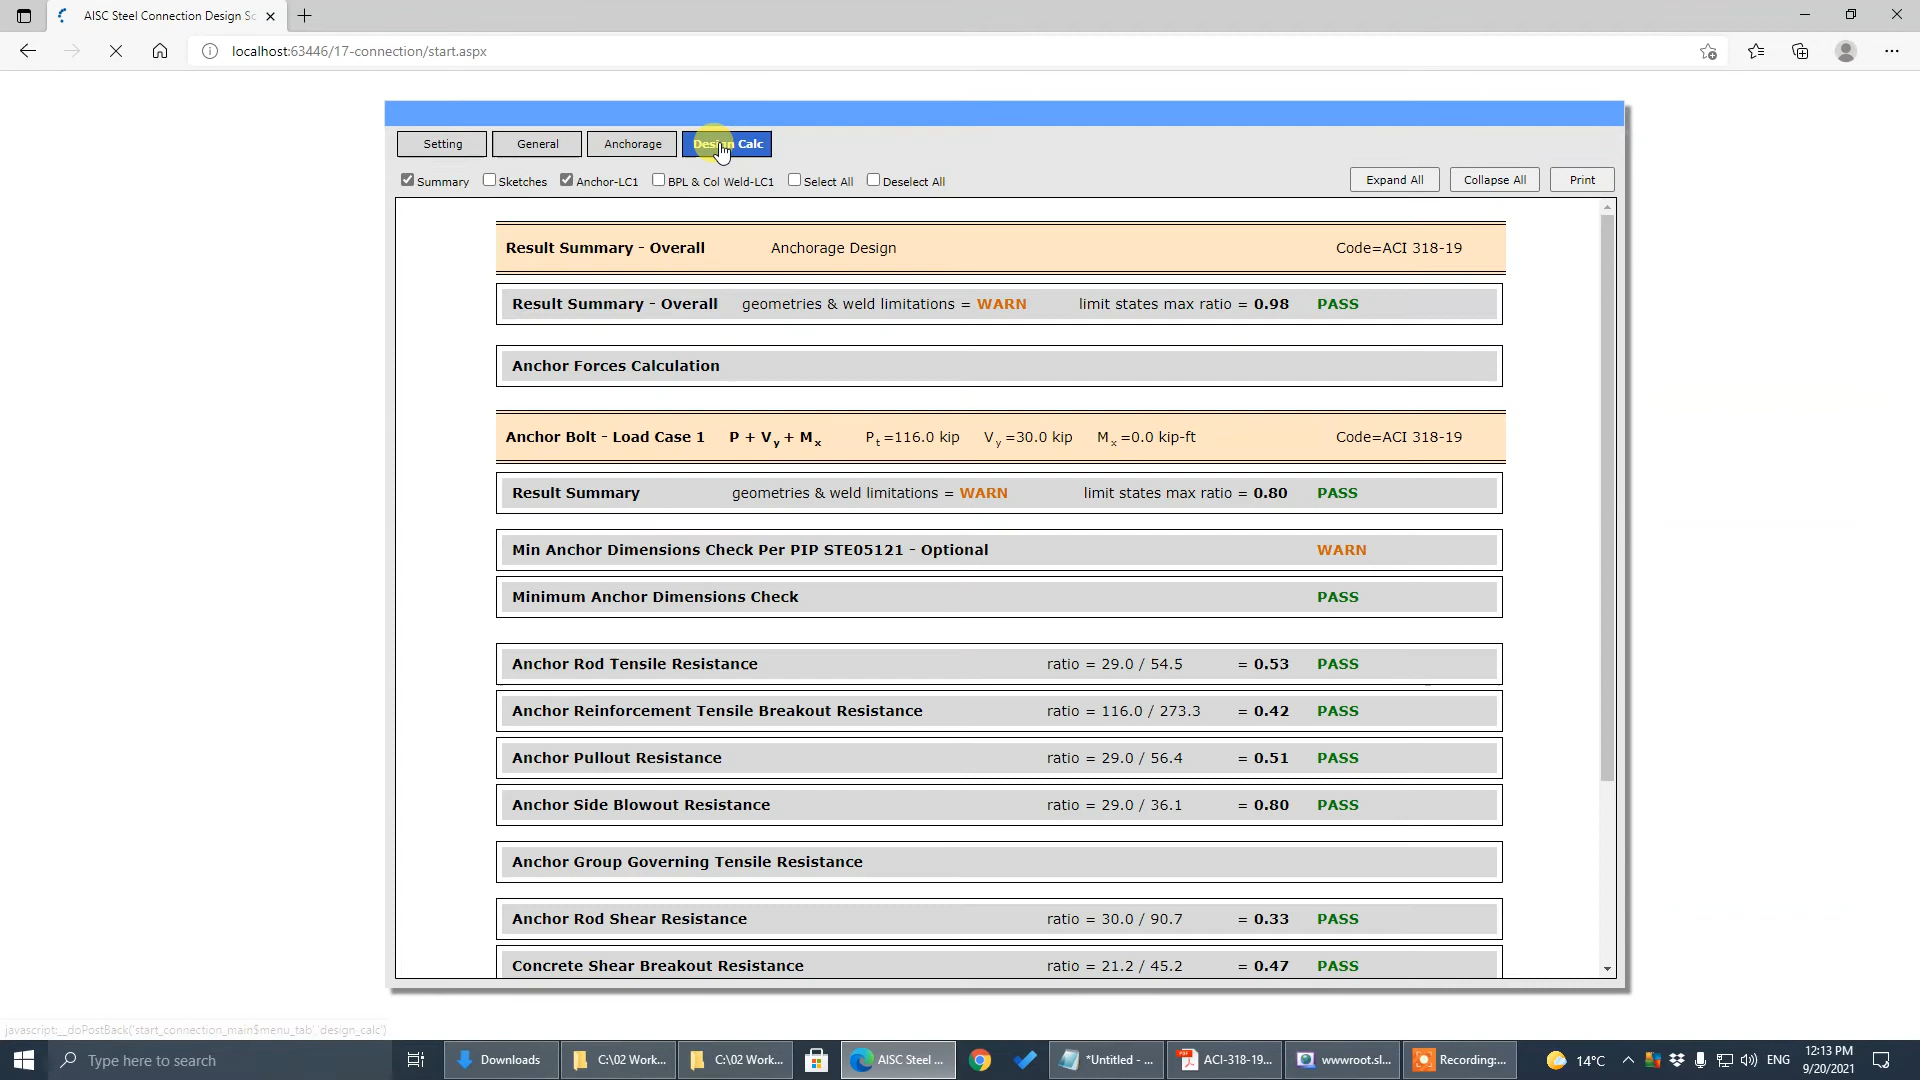 AISC Steel Connection Design Sc
localhost:63446/17-connection/start.aspx
Setting General Anchorage Design Calc
Summary Sketches Anchor-LC1 BPL & Col Weld-LC1 Select All Deselect All Expand All Collapse All Print
Result Summary - Overall Anchorage Design Code=ACI 318-19
Result Summary - Overall geometries & weld limitations = WARN limit states max ratio = 0.98 PASS
Anchor Forces Calculation
Anchor Bolt - Load Case 1 P + Vy + Mx Pt =116.0 kip Vy =30.0 kip Mx =0.0 kip-ft Code=ACI 318-19
Result Summary geometries & weld limitations = WARN limit states max ratio = 0.80 PASS
Min Anchor Dimensions Check Per PIP STE05121 - Optional WARN
Minimum Anchor Dimensions Check PASS
Anchor Rod Tensile Resistance ratio = 29.0 / 54.5 = 0.53 PASS
Anchor Reinforcement Tensile Breakout Resistance ratio = 116.0 / 273.3 = 0.42 PASS
Anchor Pullout Resistance ratio = 29.0 / 56.4 = 0.51 PASS
Anchor Side Blowout Resistance ratio = 29.0 / 36.1 = 0.80 PASS
Anchor Group Governing Tensile Resistance
Anchor Rod Shear Resistance ratio = 30.0 / 90.7 = 0.33 PASS
Concrete Shear Breakout Resistance ratio = 21.2 / 45.2 = 0.47 PASS
javascript:__doPostBack('start_connection_main$menu_tab','design_calc')
Type here to search Downloads C:\02 Work... C:\02 Work... AISC Steel ... *Untitled - ... ACI-318-19... wwwroot.sl... Recording:... 14°C ENG 12:13 PM
9/20/2021